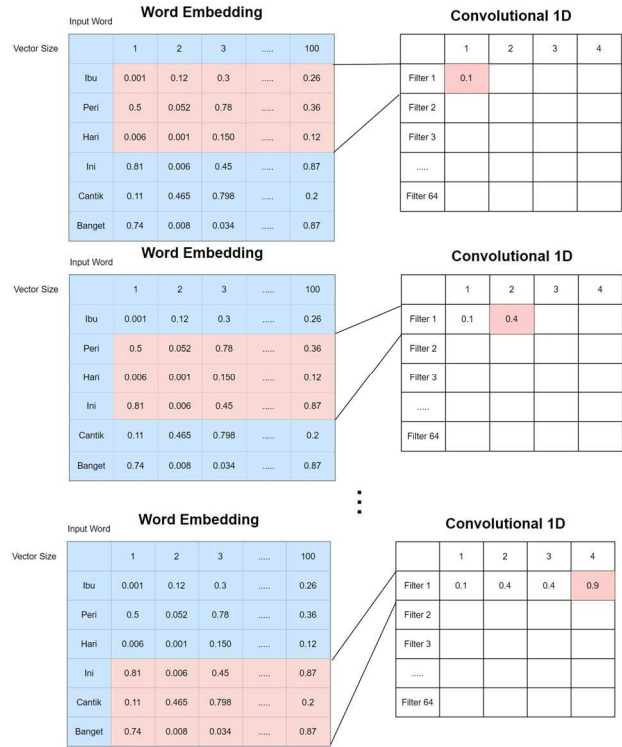 Word Embedding
Input Word
Vector Size 1 2 3 ..... 100
Ibu 0.001 0.12 0.3 ..... 0.26
Peri 0.5 0.052 0.78 ..... 0.36
Hari 0.006 0.001 0.150 ..... 0.12
Ini 0.81 0.006 0.45 ..... 0.87
Cantik 0.11 0.465 0.798 ..... 0.2
Banget 0.74 0.008 0.034 ..... 0.87
Convolutional 1D
1 2 3 4
Filter 1 0.1
Filter 2
Filter 3
.....
Filter 64
Word Embedding
Input Word
Vector Size 1 2 3 ..... 100
Ibu 0.001 0.12 0.3 ..... 0.26
Peri 0.5 0.052 0.78 ..... 0.36
Hari 0.006 0.001 0.150 ..... 0.12
Ini 0.81 0.006 0.45 ..... 0.87
Cantik 0.11 0.465 0.798 ..... 0.2
Banget 0.74 0.008 0.034 ..... 0.87
Convolutional 1D
1 2 3 4
Filter 1 0.1 0.4
Filter 2
Filter 3
.....
Filter 64
Word Embedding
Input Word
Vector Size 1 2 3 ..... 100
Ibu 0.001 0.12 0.3 ..... 0.26
Peri 0.5 0.052 0.78 ..... 0.36
Hari 0.006 0.001 0.150 ..... 0.12
Ini 0.81 0.006 0.45 ..... 0.87
Cantik 0.11 0.465 0.798 ..... 0.2
Banget 0.74 0.008 0.034 ..... 0.87
Convolutional 1D
1 2 3 4
Filter 1 0.1 0.4 0.4 0.9
Filter 2
Filter 3
.....
Filter 64